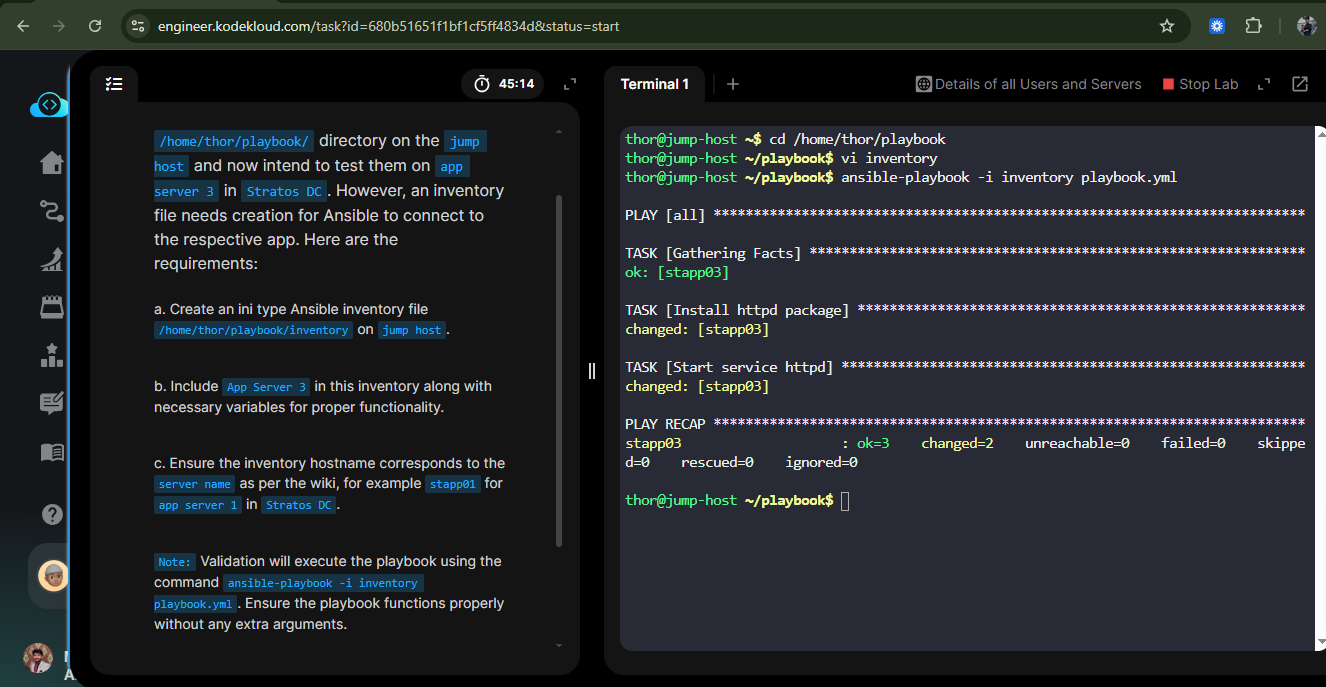 engineer.kodekloud.com/task?id=680b51651f1bf1cf5ff4834d&status=start
45:14
/home/thor/playbook/ directory on the jump
host and now intend to test them on app
server 3 in Stratos DC. However, an inventory
file needs creation for Ansible to connect to
the respective app. Here are the
requirements:
a. Create an ini type Ansible inventory file
/home/thor/playbook/inventory on jump host.
b. Include App Server 3 in this inventory along with
necessary variables for proper functionality.
c. Ensure the inventory hostname corresponds to the
server name as per the wiki, for example stapp01 for
app server 1 in Stratos DC.
Note: Validation will execute the playbook using the
command ansible-playbook -i inventory
playbook.yml. Ensure the playbook functions properly
without any extra arguments.
Terminal 1 +
Details of all Users and Servers
Stop Lab
thor@jump-host ~$ cd /home/thor/playbook
thor@jump-host ~/playbook$ vi inventory
thor@jump-host ~/playbook$ ansible-playbook -i inventory playbook.yml
PLAY [all] **************************************************************************
TASK [Gathering Facts] **************************************************************
ok: [stapp03]
TASK [Install httpd package] ********************************************************
changed: [stapp03]
TASK [Start service httpd] **********************************************************
changed: [stapp03]
PLAY RECAP **************************************************************************
stapp03 : ok=3 changed=2 unreachable=0 failed=0 skippe
d=0 rescued=0 ignored=0
thor@jump-host ~/playbook$